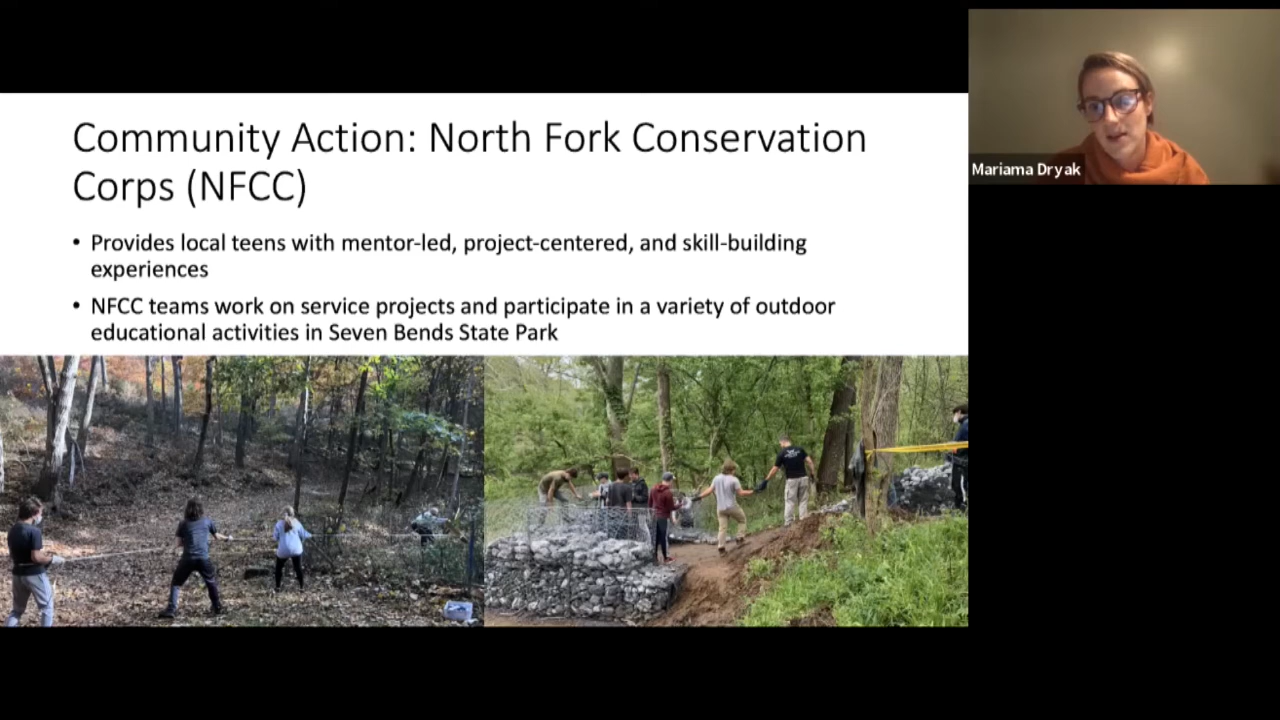 Community Action: North Fork Conservation
Corps (NFCC)
• Provides local teens with mentor-led, project-centered, and skill-building
experiences
• NFCC teams work on service projects and participate in a variety of outdoor
educational activities in Seven Bends State Park
Mariama Dryak